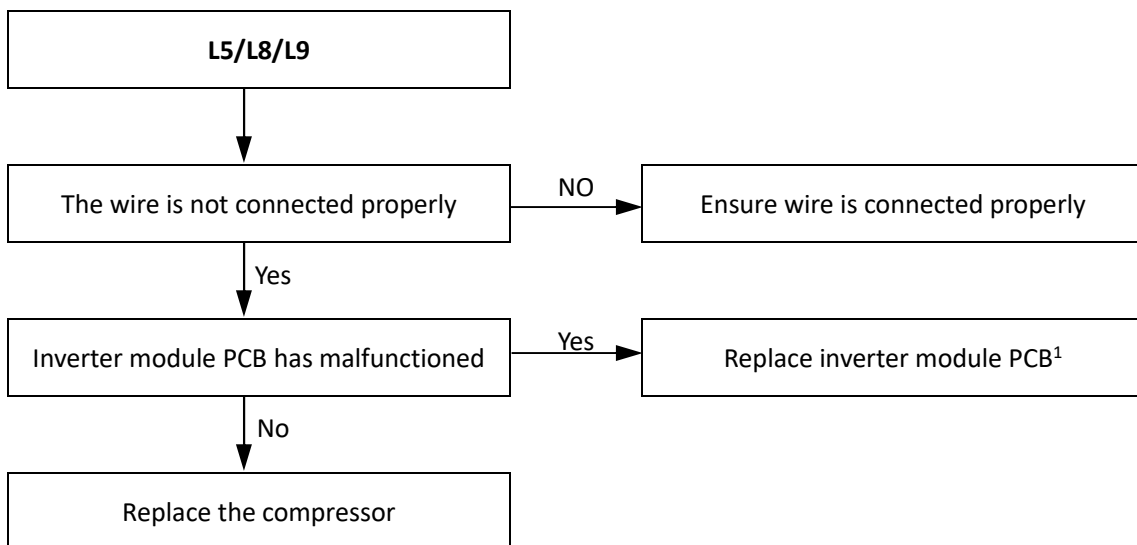 L5/L8/L9
The wire is not connected properly
NO
Ensure wire is connected properly
Yes
Inverter module PCB has malfunctioned
Yes
Replace inverter module PCB¹
No
Replace the compressor